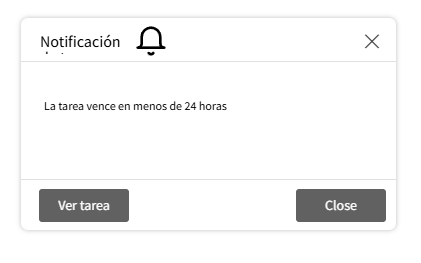 Notificación
La tarea vence en menos de 24 horas
Ver tarea
Close